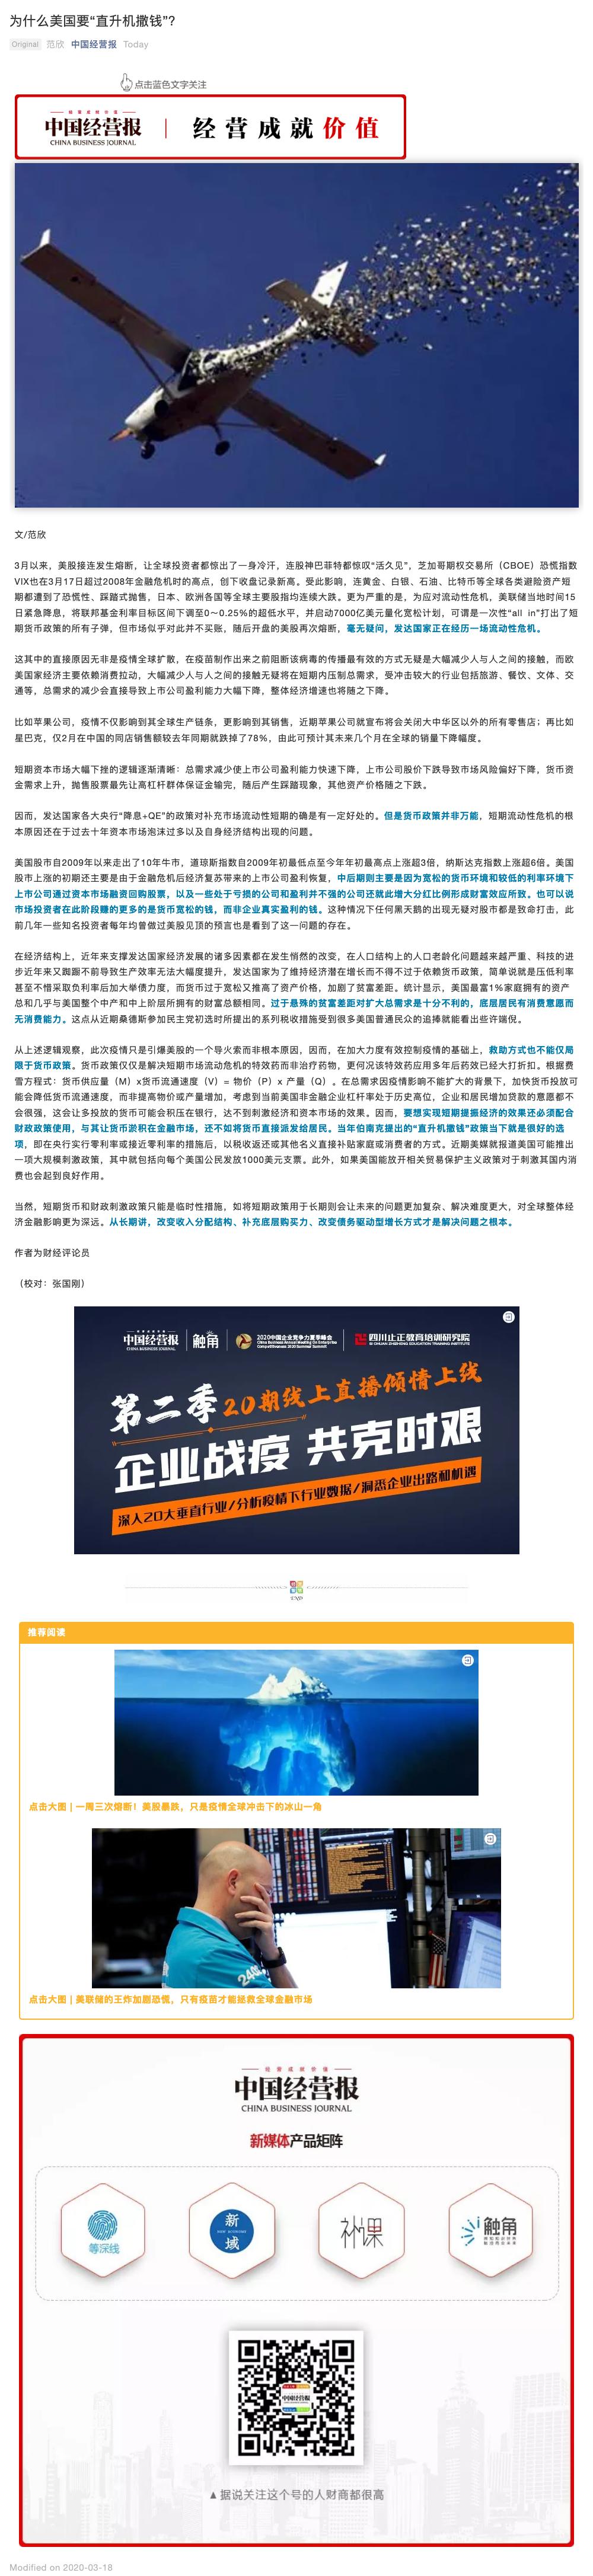 为什么美国要“直升机撒钱”?
Original 范欣 中国经营报 Today
点击蓝色文字关注
经营成就价值
中国经营报
CHINA BUSINESS JOURNAL
经营成就价值
文/范欣
3月以来，美股接连发生熔断，让全球投资者都惊出了一身冷汗，连股神巴菲特都惊叹“活久见”，芝加哥期权交易所（CBOE）恐慌指数
VIX也在3月17日超过2008年金融危机时的高点，创下收盘记录新高。受此影响，连黄金、白银、石油、比特币等全球各类避险资产短
期都遭到了恐慌性、踩踏式抛售，日本、欧洲各国等全球主要股指均连续大跌。更为严重的是，为应对流动性危机，美联储当地时间15
日紧急降息，将联邦基金利率目标区间下调至0～0.25%的超低水平，并启动7000亿美元量化宽松计划，可谓是一次性“all in”打出了短
期货币政策的所有子弹，但市场似乎对此并不买账，随后开盘的美股再次熔断，毫无疑问，发达国家正在经历一场流动性危机。
这其中的直接原因无非是疫情全球扩散，在疫苗制作出来之前阻断该病毒的传播最有效的方式无疑是大幅减少人与人之间的接触，而欧
美国家经济主要依赖消费拉动，大幅减少人与人之间的接触无疑将在短期内压制总需求，受冲击较大的行业包括旅游、餐饮、文体、交
通等，总需求的减少会直接导致上市公司盈利能力大幅下降，整体经济增速也将随之下降。
比如苹果公司，疫情不仅影响到其全球生产链条，更影响到其销售，近期苹果公司就宣布将会关闭大中华区以外的所有零售店；再比如
星巴克，仅2月在中国的同店销售额较去年同期就跌掉了78%，由此可预计其未来几个月在全球的销量下降幅度。
短期资本市场大幅下挫的逻辑逐渐清晰：总需求减少使上市公司盈利能力快速下降，上市公司股价下跌导致市场风险偏好下降，货币资
金需求上升，抛售股票最先让高杠杆群体保证金输完，随后产生踩踏现象，其他资产价格随之下跌。
因而，发达国家各大央行“降息+QE”的政策对补充市场流动性短期的确是有一定好处的。但是货币政策并非万能，短期流动性危机的根
本原因还在于过去十年资本市场泡沫过多以及自身经济结构出现的问题。
美国股市自2009年以来走出了10年牛市，道琼斯指数自2009年初最低点至今年年初最高点上涨超3倍，纳斯达克指数上涨超6倍。美国
股市上涨的初期还主要是由于金融危机后经济复苏带来的上市公司盈利恢复，中后期则主要是因为宽松的货币环境和较低的利率环境下
上市公司通过资本市场融资回购股票，以及一些处于亏损的公司和盈利并不强的公司还就此增大分红比例形成财富效应所致。也可以说
市场投资者在此阶段赚的更多的是货币宽松的钱，而非企业真实盈利的钱。这种情况下任何黑天鹅的出现无疑对股市都是致命打击，此
前几年一些知名投资者每年均曾做过美股见顶的预言也是看到了这一问题的存在。
在经济结构上，近年来支撑发达国家经济发展的诸多因素都在发生悄然的改变，在人口结构上的人口老龄化问题越来越严重、科技的进
步近年来又踟蹰不前导致生产效率无法大幅度提升，发达国家为了维持经济潜在增长而不得不过于依赖货币政策，简单说就是压低利率
甚至不惜采取负利率后加大举债力度，而货币过于宽松又推高了资产价格，加剧了贫富差距。统计显示，美国最富1%家庭拥有的资产
总和几乎与美国整个中产和中上阶层所拥有的财富总额相同。过于悬殊的贫富差距对扩大总需求是十分不利的，底层居民有消费意愿而
无消费能力。这点从近期桑德斯参加民主党初选时所提出的系列收税措施受到很多美国普通民众的追捧就能看出些许端倪。
从上述逻辑观察，此次疫情只是引爆美股的一个导火索而非根本原因，因而，在加大力度有效控制疫情的基础上，救助方式也不能仅局
限于货币政策。货币政策仅仅是解决短期市场流动危机的特效药而非治疗药物，更何况该特效药应用多年后药效已经大打折扣。根据费
雪方程式：货币供应量（M）x货币流通速度（V）= 物价（P）x 产量（Q）。在总需求因疫情影响不能扩大的背景下，加快货币投放可
能会降低货币流通速度，而非提高物价或产量增加，考虑到当前美国非金融企业杠杆率处于历史高位，企业和居民增加贷款的意愿都不
会很强，这会让多投放的货币可能会积压在银行，达不到刺激经济和资本市场的效果。因而，要想实现短期提振经济的效果还必须配合
财政政策使用，与其让货币淤积在金融市场，还不如将货币直接派发给居民。当年伯南克提出的“直升机撒钱”政策当下就是很好的选
项，即在央行实行零利率或接近零利率的措施后，以税收返还或其他名义直接补贴家庭或消费者的方式。近期美媒就报道美国可能推出
一项大规模刺激政策，其中就包括向每个美国公民发放1000美元支票。此外，如果美国能放开相关贸易保护主义政策对于刺激其国内消
费也会起到良好作用。
当然，短期货币和财政刺激政策只能是临时性措施，如将短期政策用于长期则会让未来的问题更加复杂、解决难度更大，对全球整体经
济金融影响更为深远。从长期讲，改变收入分配结构、补充底层购买力、改变债务驱动型增长方式才是解决问题之根本。
作者为财经评论员
（校对：张国刚）
中国经营报 触角 2020中国企业竞争力夏季峰会 四川止正教育培训研究院
第二季20期线上直播倾情上线
企业战疫 共克时艰
深入20大垂直行业/分析疫情下行业数据/洞悉企业出路和机遇
END
推荐阅读
点击大图 | 一周三次熔断！美股暴跌，只是疫情全球冲击下的冰山一角
240
点击大图 | 美联储的王炸加剧恐慌，只有疫苗才能拯救全球金融市场
经营成就价值
中国经营报
CHINA BUSINESS JOURNAL
新媒体产品矩阵
等深线
新域
补课
触角
中国经营报
▲据说关注这个号的人财商都很高
Modified on 2020-03-18